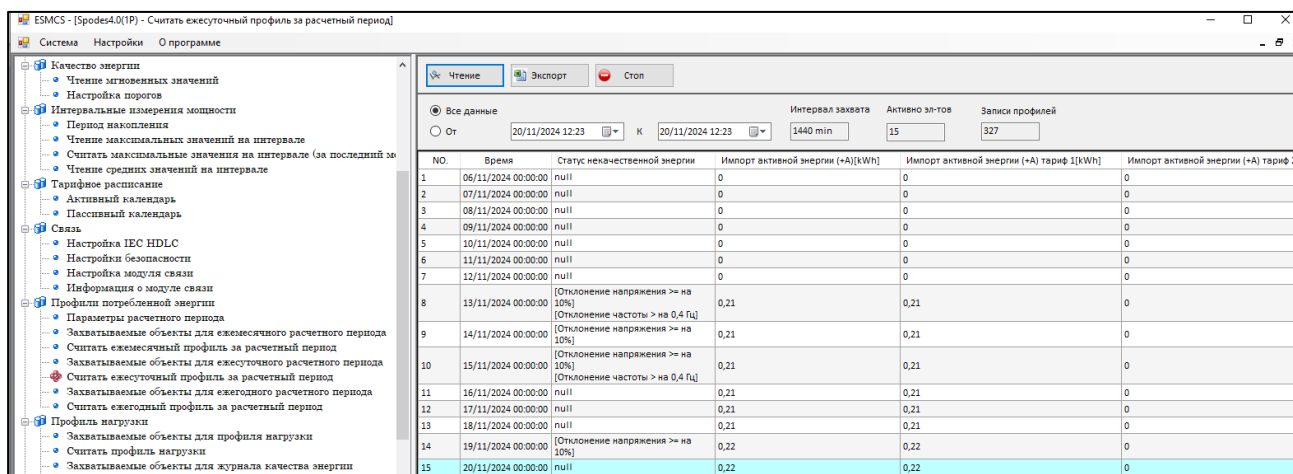 ESMCS - [Spodes4.0(1P) - Считать ежесуточный профиль за расчетный период]
Система Настройки О программе
Качество энергии
Чтение мгновенных значений
Настройка порогов
Интервальные измерения мощности
Период накопления
Чтение максимальных значений на интервале
Считать максимальные значения на интервале (за последний ме
Чтение средних значений на интервале
Тарифное расписание
Активный календарь
Пассивный календарь
Связь
Настройка IEC HDLC
Настройки безопасности
Настройка модуля связи
Информация о модуле связи
Профили потребленной энергии
Параметры расчетного периода
Захватываемые объекты для ежемесячного расчетного периода
Считать ежемесячный профиль за расчетный период
Захватываемые объекты для ежесуточного расчетного периода
Считать ежесуточный профиль за расчетный период
Захватываемые объекты для ежегодного расчетного периода
Считать ежегодный профиль за расчетный период
Профиль нагрузки
Захватываемые объекты для профиля нагрузки
Считать профиль нагрузки
Захватываемые объекты для журнала качества энергии
Чтение Экспорт Стоп
Все данные Интервал захвата Активно эл-тов Записи профилей
От 20/11/2024 12:23 К 20/11/2024 12:23 1440 min 15 327
NO. Время Статус некачественной энергии Импорт активной энергии (+A)[kWh] Импорт активной энергии (+A) тариф 1[kWh] Импорт активной энергии (+A) тариф 2
1 06/11/2024 00:00:00 null 0 0 0
2 07/11/2024 00:00:00 null 0 0 0
3 08/11/2024 00:00:00 null 0 0 0
4 09/11/2024 00:00:00 null 0 0 0
5 10/11/2024 00:00:00 null 0 0 0
6 11/11/2024 00:00:00 null 0 0 0
7 12/11/2024 00:00:00 null 0 0 0
[Отклонение напряжения >= на
8 13/11/2024 00:00:00 10%] 0,21 0,21 0
[Отклонение частоты > на 0,4 Гц]
9 14/11/2024 00:00:00 [Отклонение напряжения >= на 0,21 0,21 0
10%]
[Отклонение напряжения >= на
10 15/11/2024 00:00:00 10%] 0,21 0,21 0
[Отклонение частоты > на 0,4 Гц]
11 16/11/2024 00:00:00 null 0,21 0,21 0
12 17/11/2024 00:00:00 null 0,21 0,21 0
13 18/11/2024 00:00:00 null 0,21 0,21 0
14 19/11/2024 00:00:00 [Отклонение напряжения >= на 0,22 0,22 0
10%]
15 20/11/2024 00:00:00 null 0,22 0,22 0